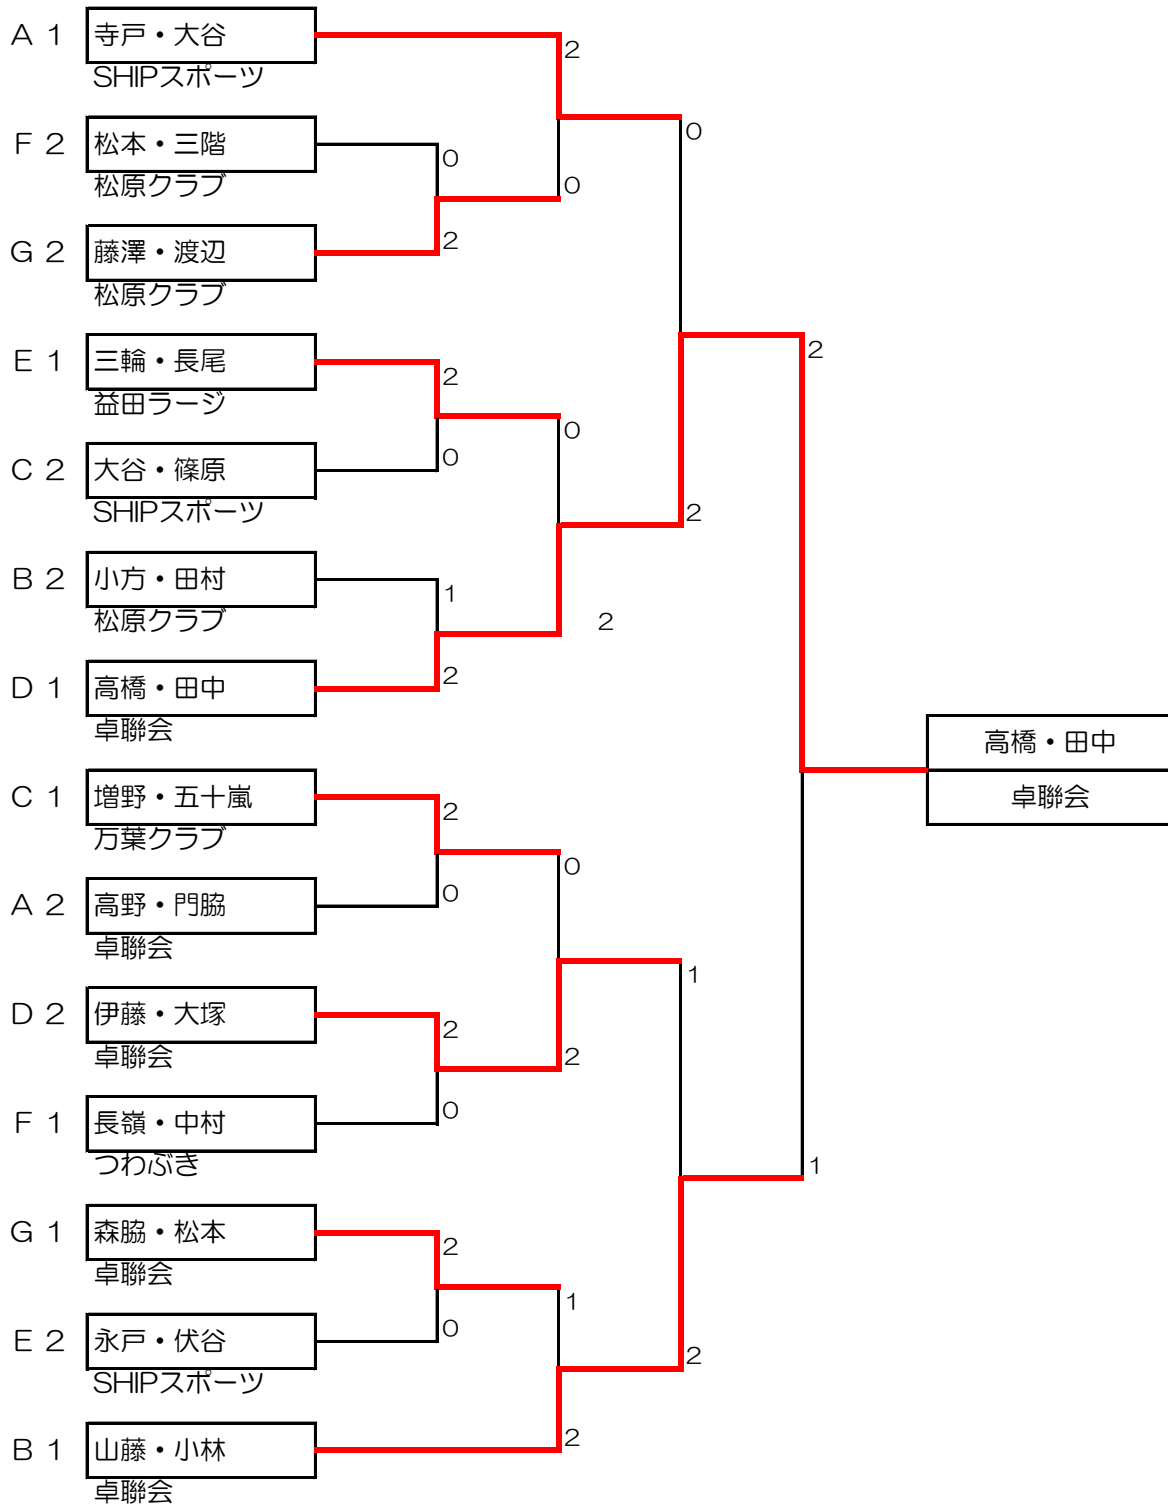 A 1 寺戸・大谷
2
SHIPスポーツ
0
F 2 松本・三階
0
松原クラブ
0
G 2 藤澤・渡辺
2
松原クラブ
E 1 三輪・長尾
2
2
益田ラージ
0
C 2 大谷・篠原
0
SHIPスポーツ
2
B 2 小方・田村
1
松原クラブ
2
D 1 高橋・田中
2
卓聯会
高橋・田中
卓聯会
C 1 増野・五十嵐
2
万葉クラブ
0
A 2 高野・門脇
0
卓聯会
1
D 2 伊藤・大塚
2
卓聯会
2
F 1 長嶺・中村
0
つわぶき
1
G 1 森脇・松本
2
卓聯会
1
E 2 永戸・伏谷
0
2
SHIPスポーツ
B 1 山藤・小林
2
卓聯会